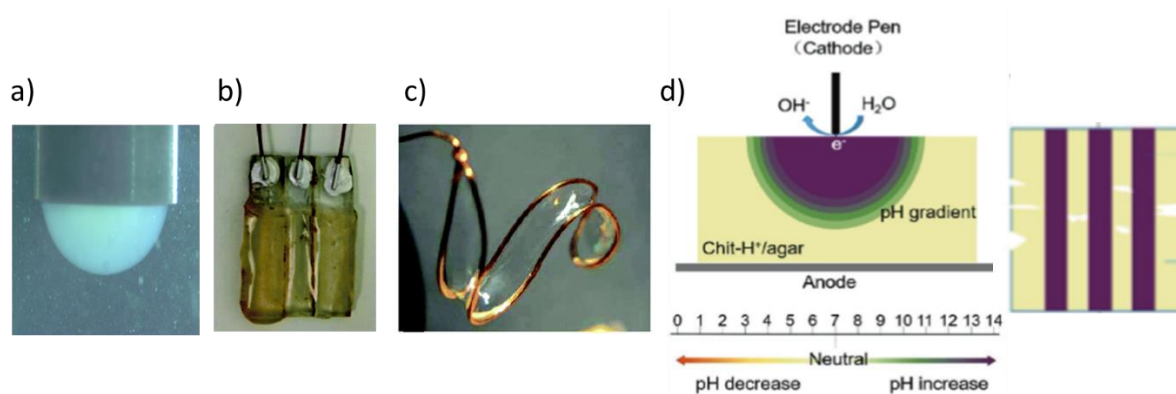 a)
b)
c)
d)
Electrode Pen
(Cathode)
OH-
H2O
e-
pH gradient
Chit-H+/agar
Anode
0 1 2 3 4 5 6 7 8 9 10 11 12 13 14
Neutral
pH decrease
pH increase